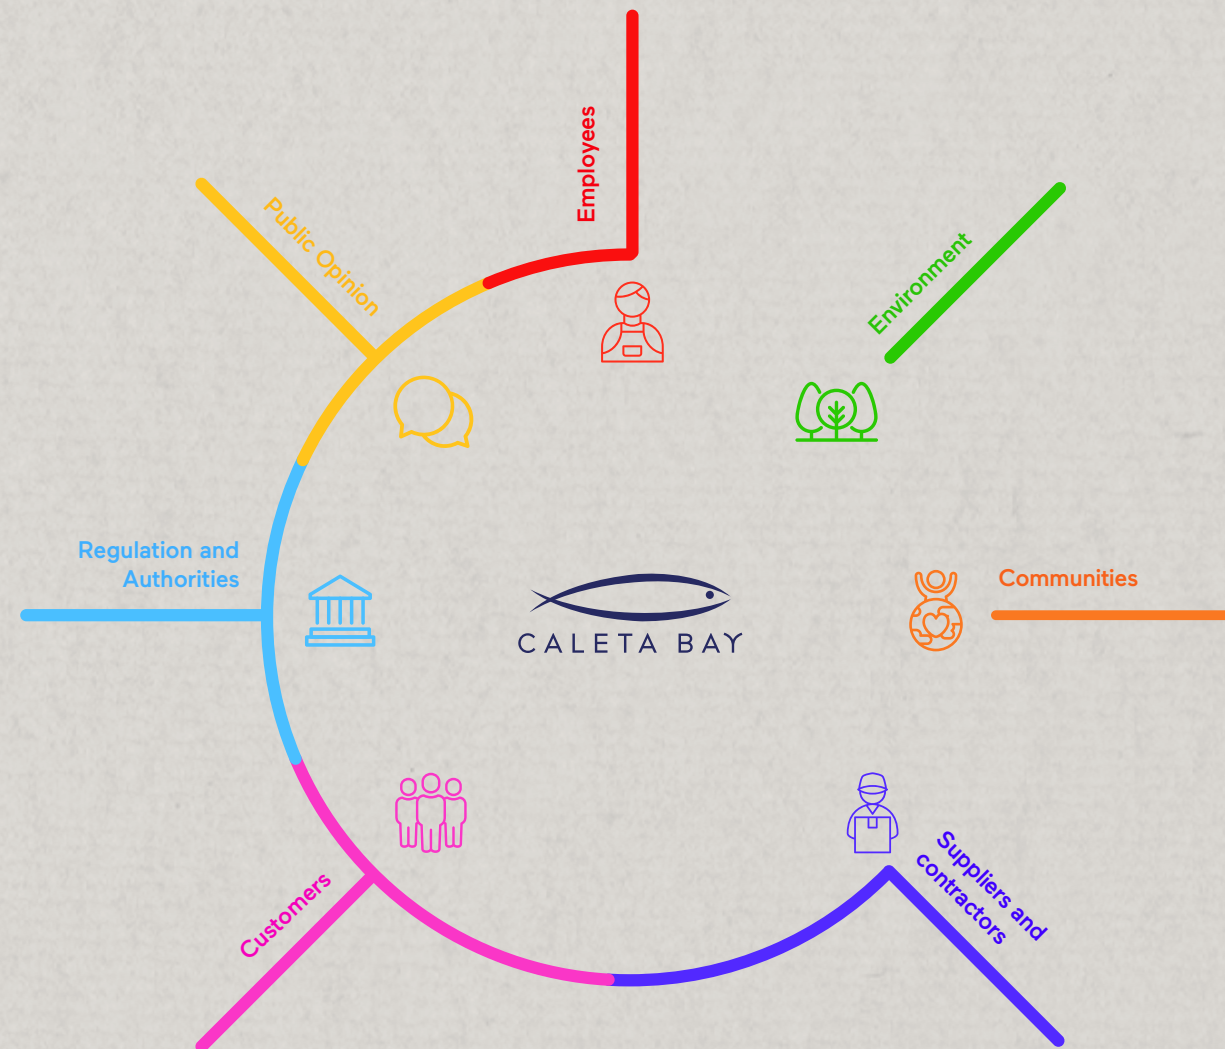 Employees
Public Opinion
Environment
Regulation and
Authorities
Communities
CALETA BAY
Customers
Suppliers and
contractors